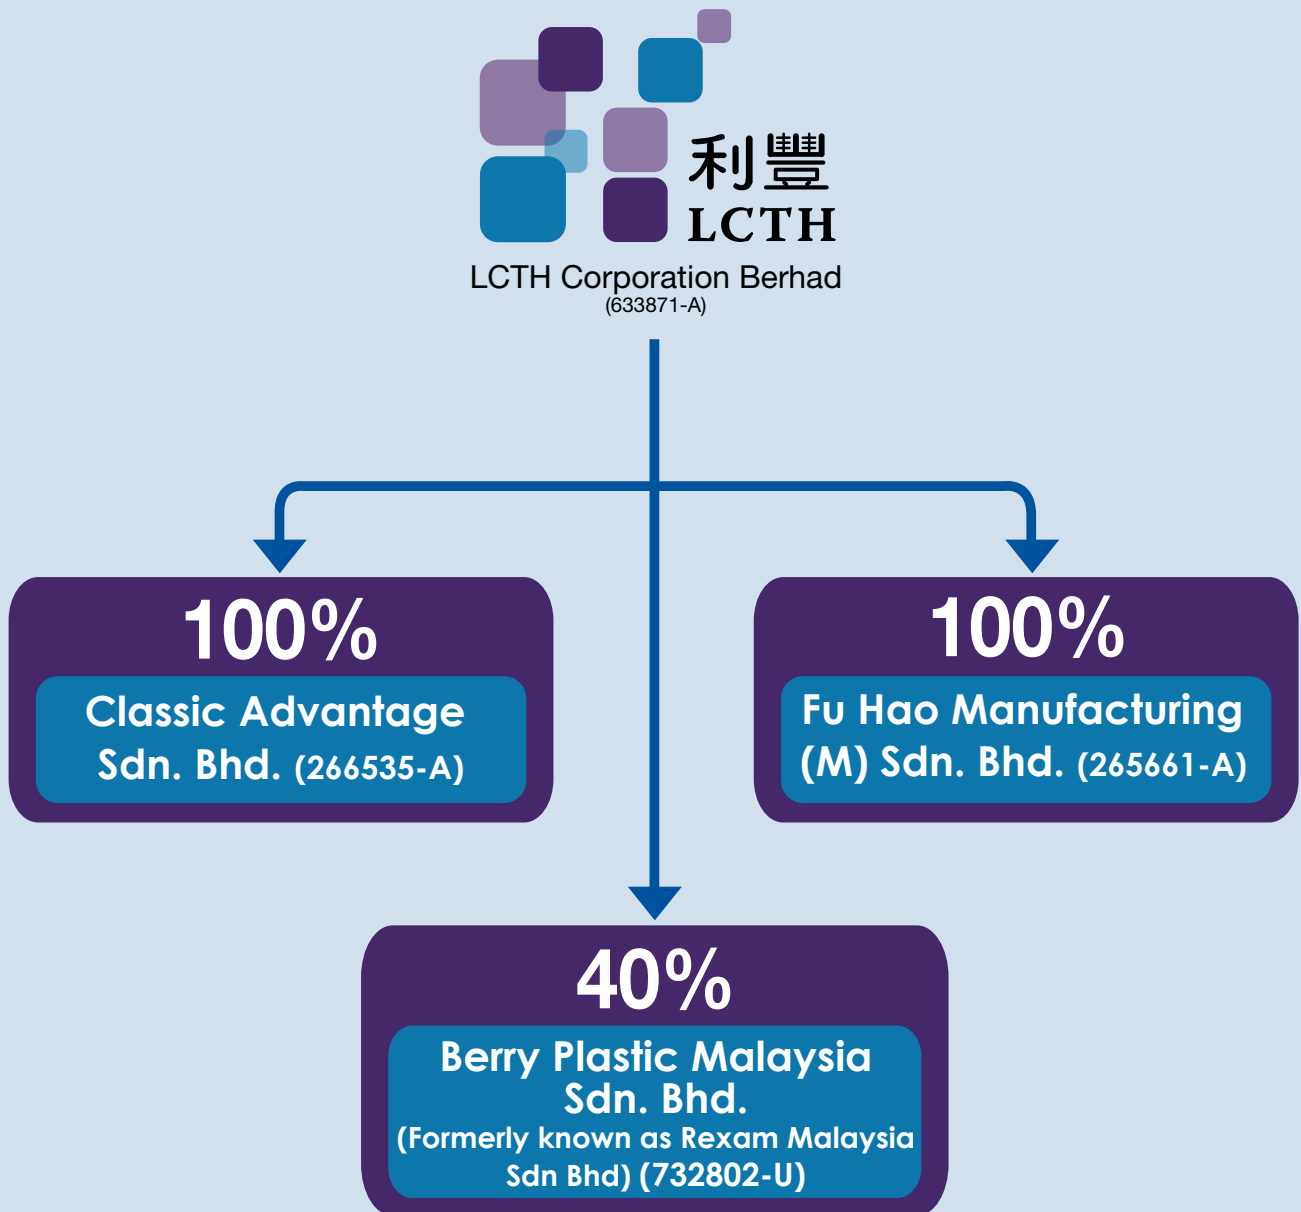 利豐
LCTH
LCTH Corporation Berhad
(633871-A)
100%
Classic Advantage
Sdn. Bhd. (266535-A)
100%
Fu Hao Manufacturing
(M) Sdn. Bhd. (265661-A)
40%
Berry Plastic Malaysia
Sdn. Bhd.
(Formerly known as Rexam Malaysia
Sdn Bhd) (732802-U)